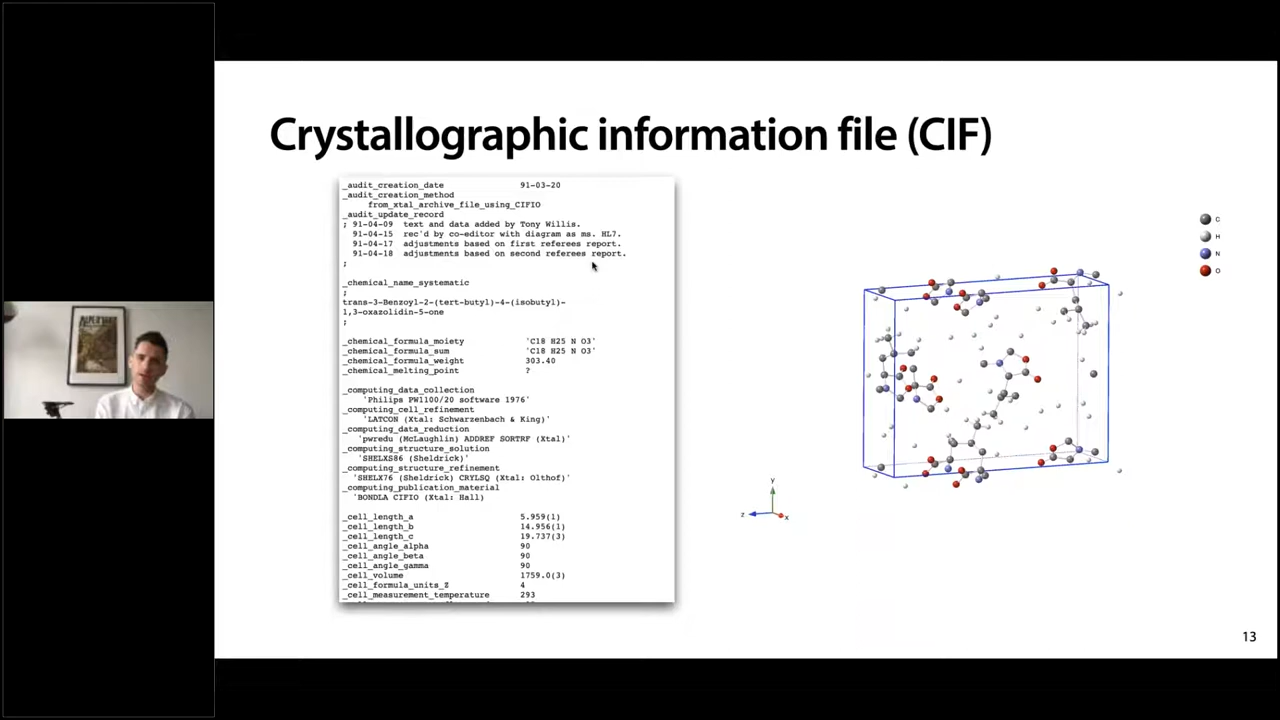 Crystallographic information file (CIF)
_audit_creation_date 91-03-20
_audit_creation_method
from_xtal_archive_file_using_CIFIO
_audit_update_record
; 91-04-09 text and data added by Tony Willis.
91-04-15 rec'd by co-editor with diagram as ms. HL7.
91-04-17 adjustments based on first referees report.
91-04-18 adjustments based on second referees report.
;
_chemical_name_systematic
;
trans-3-Benzoyl-2-(tert-butyl)-4-(isobutyl)-
1,3-oxazolidin-5-one
;
_chemical_formula_moiety 'C18 H25 N O3'
_chemical_formula_sum 'C18 H25 N O3'
_chemical_formula_weight 303.40
_chemical_melting_point ?
_computing_data_collection
'Philips PW1100/20 software 1976'
_computing_cell_refinement
'LATCON (Xtal: Schwarzenbach & King)'
_computing_data_reduction
'pwredu (McLaughlin) ADDREF SORTRF (Xtal)'
_computing_structure_solution
'SHELXS86 (Sheldrick)'
_computing_structure_refinement
'SHELX76 (Sheldrick) CRYLSQ (Xtal: Olthof)'
_computing_publication_material
'BONDLA CIFIO (Xtal: Hall)
_cell_length_a 5.959(1)
_cell_length_b 14.956(1)
_cell_length_c 19.737(3)
_cell_angle_alpha 90
_cell_angle_beta 90
_cell_angle_gamma 90
_cell_volume 1759.0(3)
_cell_formula_units_Z 4
_cell_measurement_temperature 293
C
H
N
O
y
z
x
13